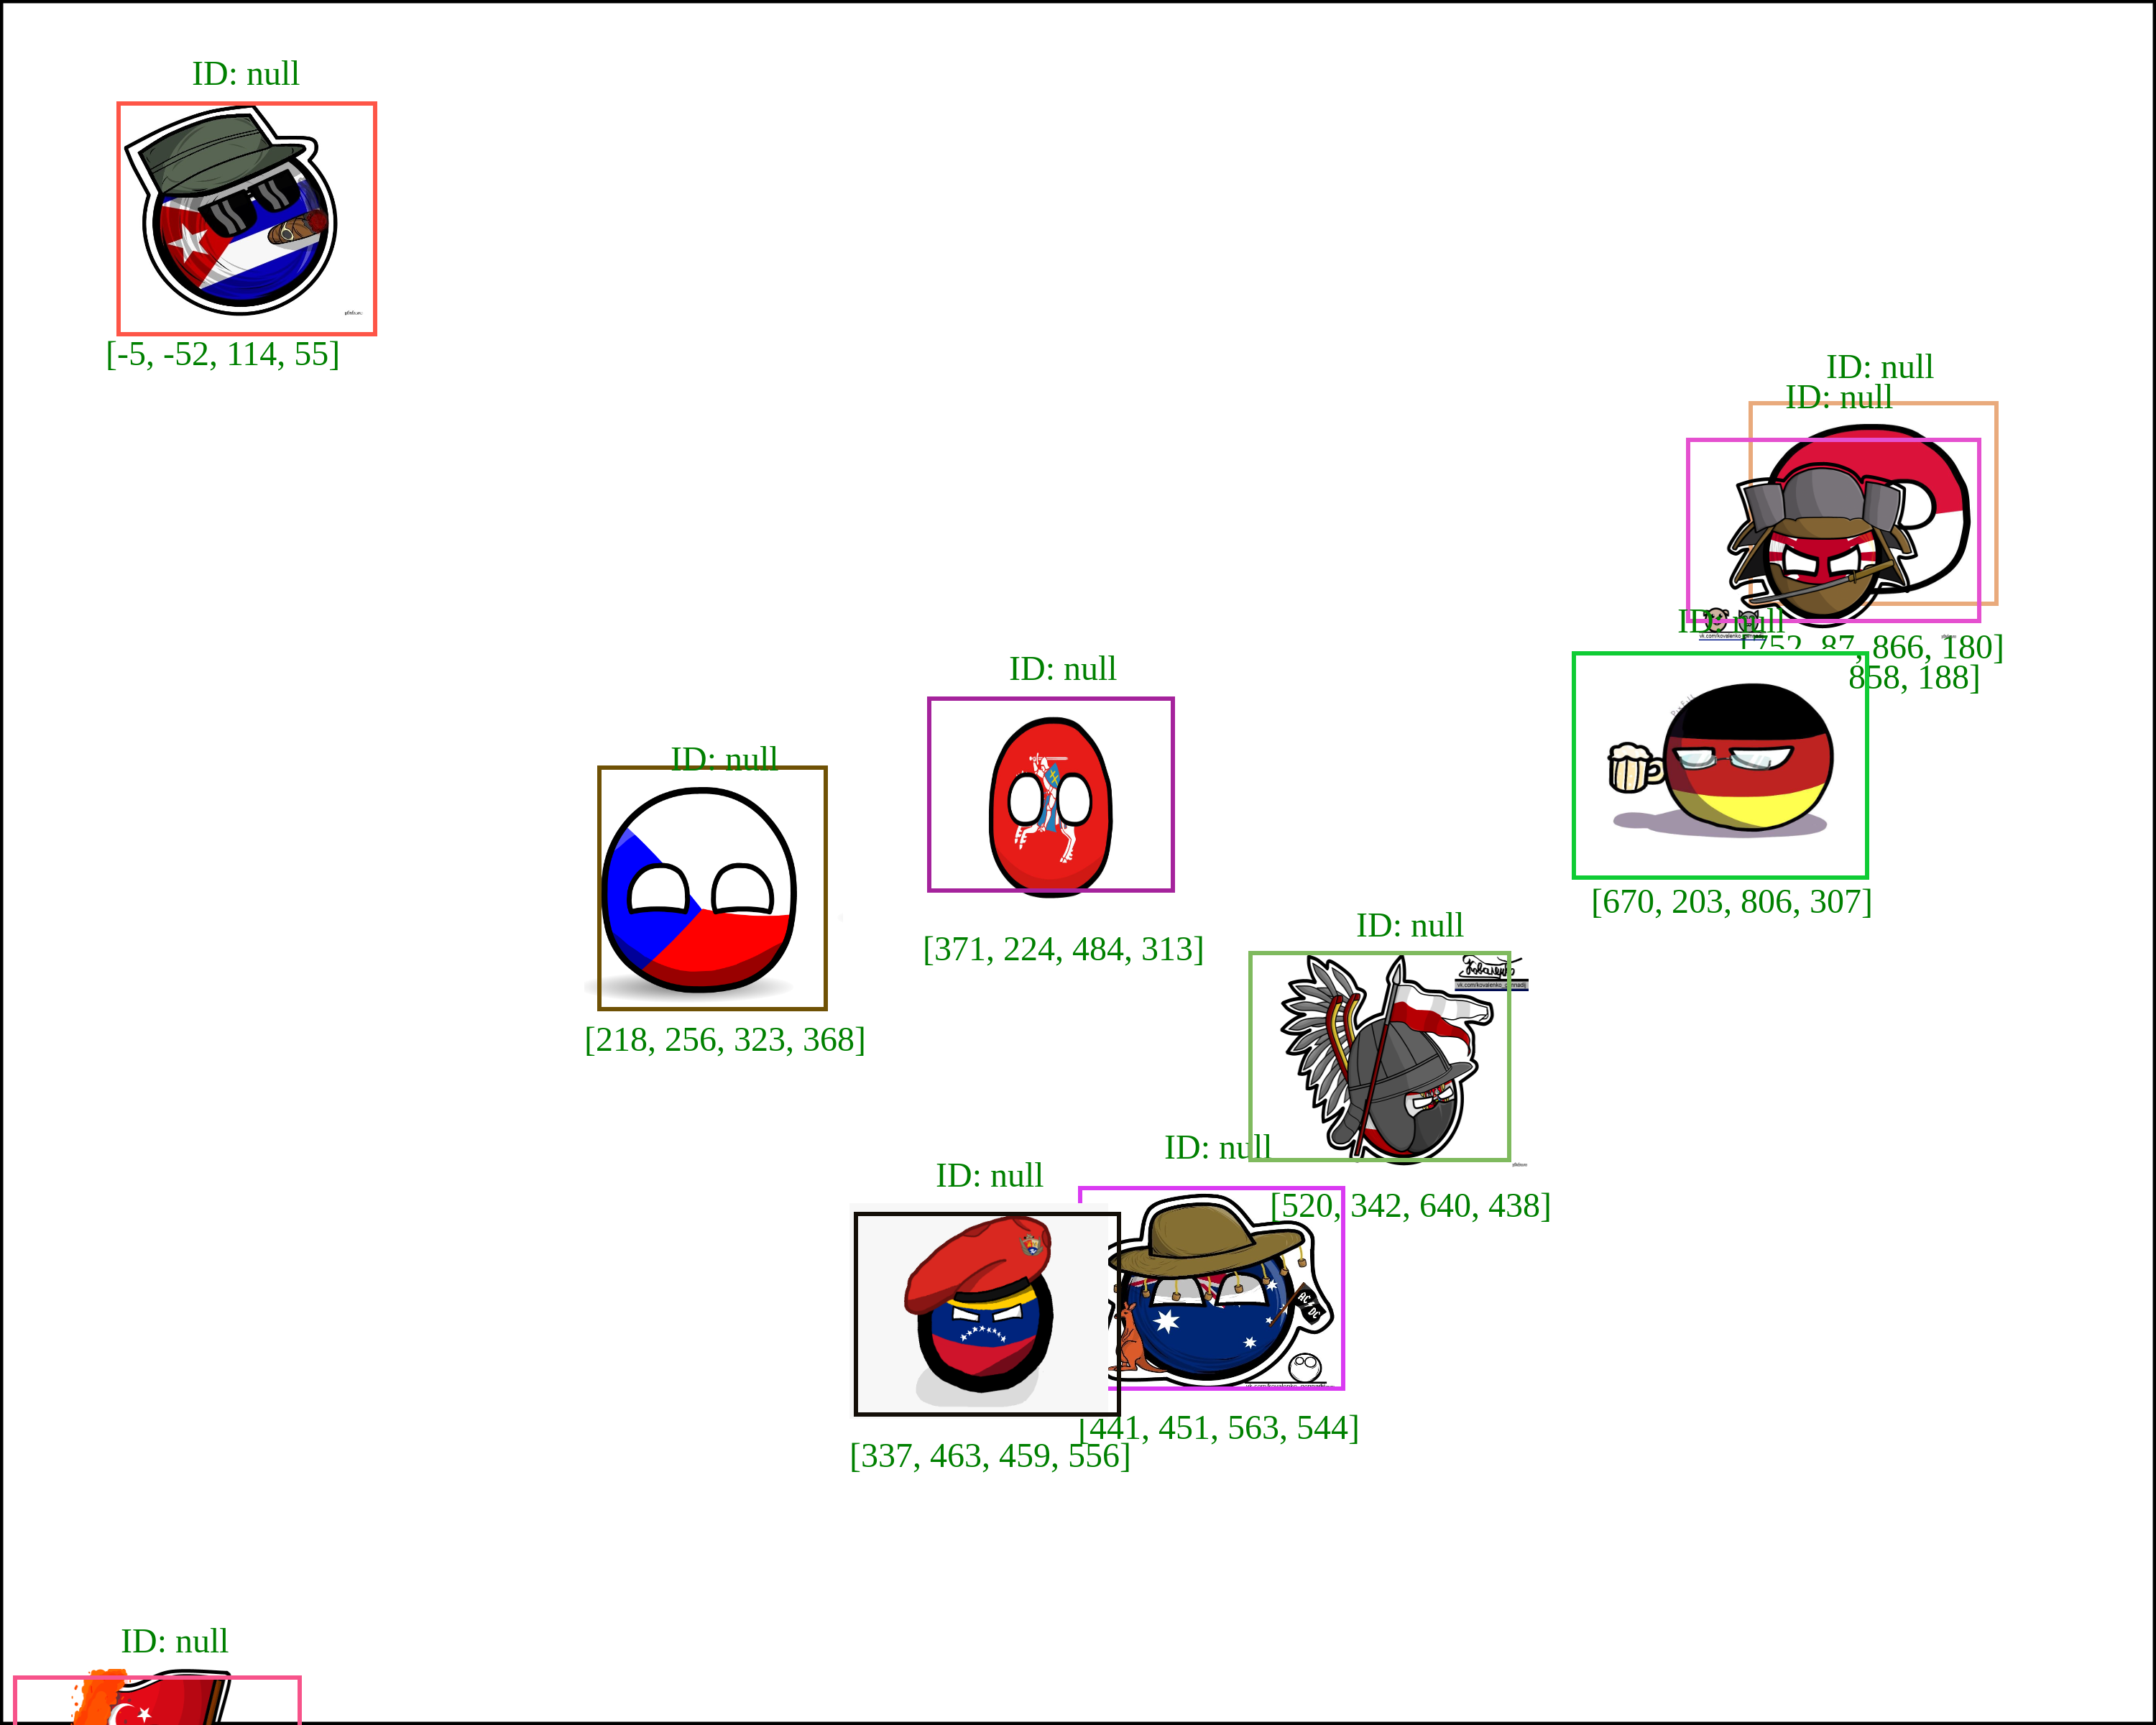 ID: null
[-5, -52, 114, 55]
ID: null
ID: null
ID: null
[752, 87, 866, 180]
858, 188]
ID: null
[670, 203, 806, 307]
ID: null
[371, 224, 484, 313]
ID: null
[218, 256, 323, 368]
ID: null
[520, 342, 640, 438]
ID: null
AC DC
[441, 451, 563, 544]
ID: null
[337, 463, 459, 556]
ID: null